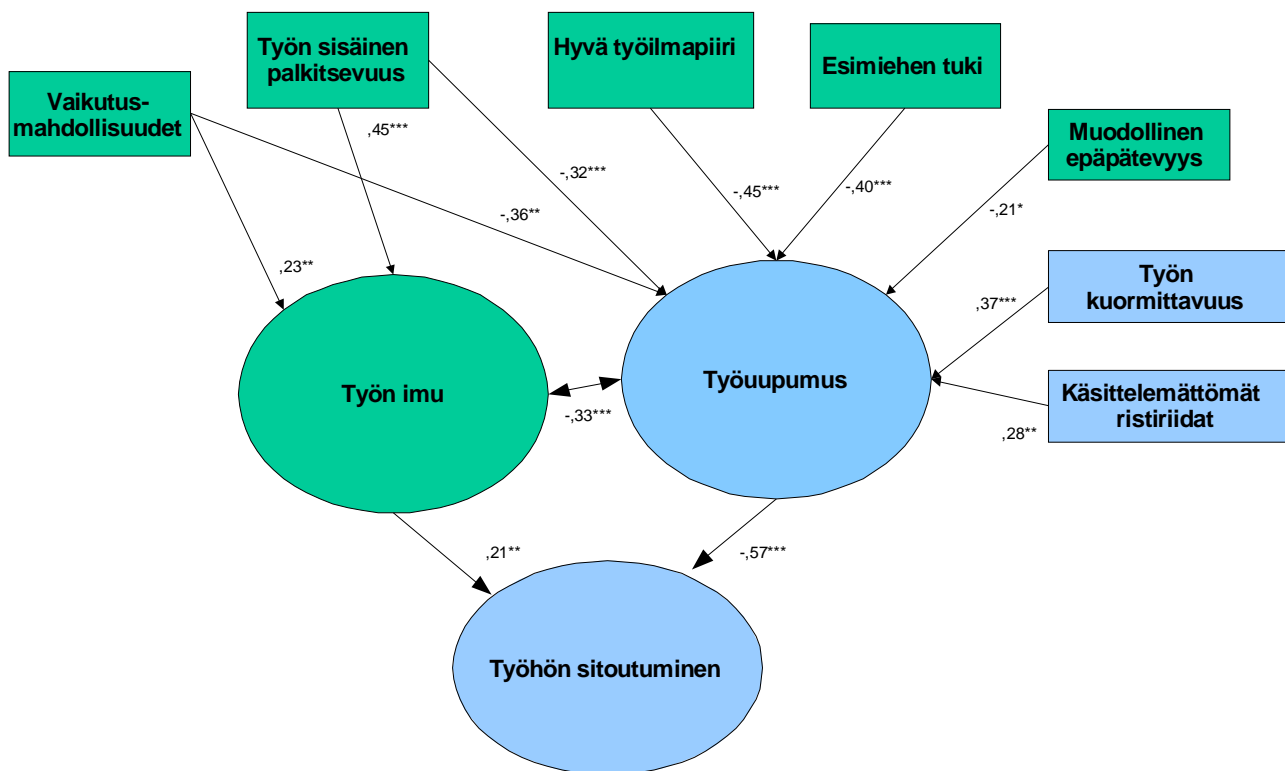 Työn sisäinen
palkitsevuus
Hyvä työilmapiiri
Esimiehen tuki
Vaikutus-
mahdollisuudet
Muodollinen
epäpätevyys
,45***
-,32***
-,45***
-,40***
-,21*
-,36**
,23**
Työn
kuormittavuus
,37***
Työn imu
Työuupumus
Käsittelemättömät
ristiriidat
-,33***
,28**
,21**
-,57***
Työhön sitoutuminen